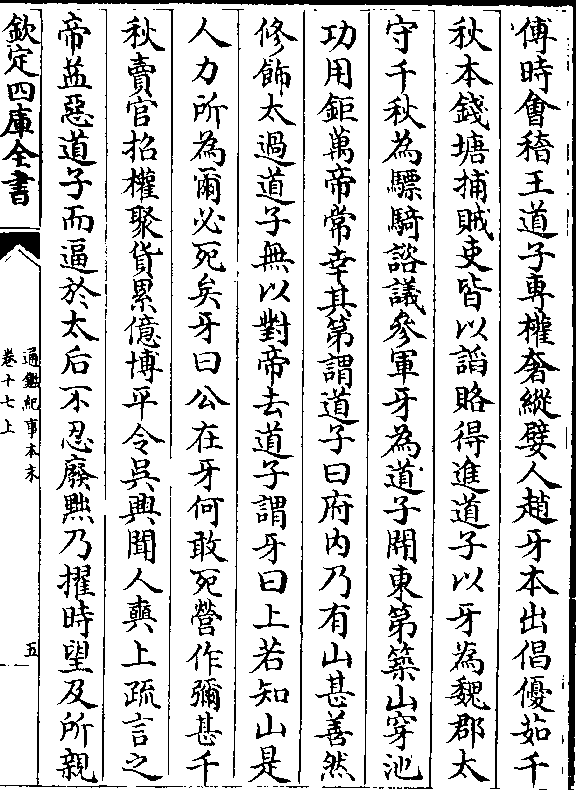 傅時會稽王道子專權奢縱嬖人趙牙本出倡優茹千
秋本錢塘捕賊吏皆以諂賂得進道子以牙為魏郡太
守千秋為驃騎諮議參軍牙為道子開東第築山穿池
功用鉅萬帝常幸其第謂道子曰府内乃有山甚善然
修飾太過道子無以對帝去道子謂牙曰上若知山是
人力所為爾必死矣牙曰公在牙何敢死營作彌甚千
秋賣官招權聚貨累億博平令吳興聞人奭上疏言之
帝益惡道子而逼於太后不忍廢黜乃擢時望及所親
欽定四庫全書
通鑑紀事本末
卷十七上
五